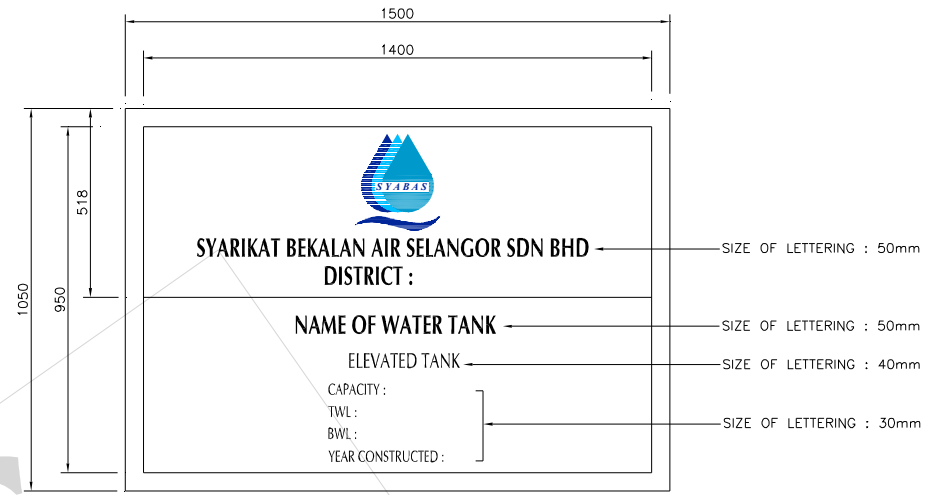 1500
1400
SYABAS
518
1050
950
SYARIKAT BEKALAN AIR SELANGOR SDN BHD
SIZE OF LETTERING : 50mm
DISTRICT :
NAME OF WATER TANK
SIZE OF LETTERING : 50mm
ELEVATED TANK
SIZE OF LETTERING : 40mm
CAPACITY :
TWL :
BWL :
YEAR CONSTRUCTED :
SIZE OF LETTERING : 30mm